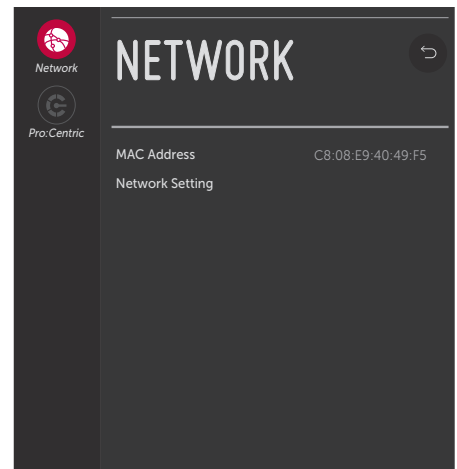 Network
Pro:Centric
NETWORK
MAC Address C8:08:E9:40:49:F5
Network Setting